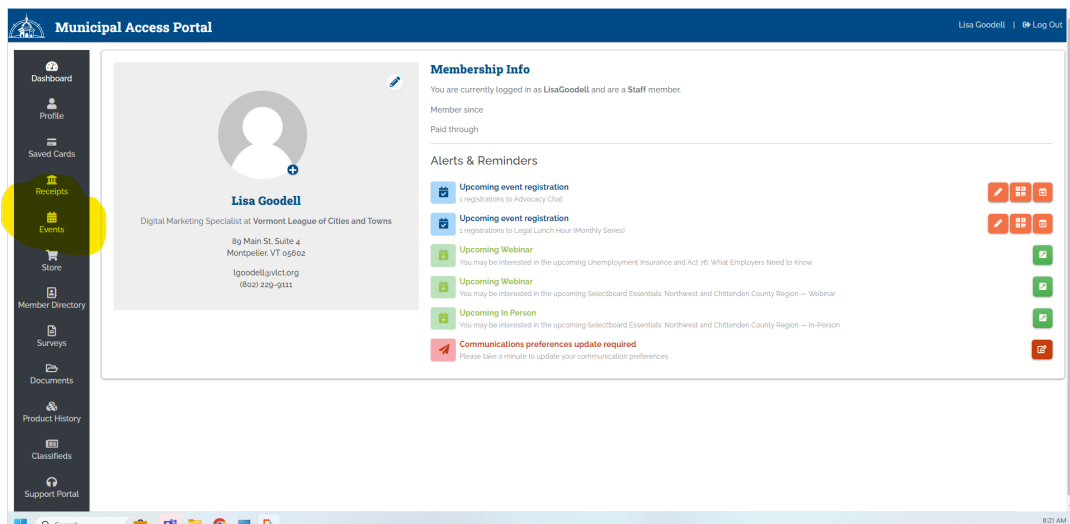 Municipal Access Portal
Lisa Goodell | Log Out
Dashboard
Profile
Saved Cards
Receipts
Events
Store
Member Directory
Surveys
Documents
Product History
Classifieds
Support Portal
Lisa Goodell
Digital Marketing Specialist at Vermont League of Cities and Towns
89 Main St, Suite 4
Montpelier, VT 05602
lgoodell@vlct.org
(802) 229-9111
Membership Info
You are currently logged in as LisaGoodell and are a Staff member.
Member since
Paid through
Alerts & Reminders
Upcoming event registration
1 registrations to Advocacy Chat
Upcoming event registration
1 registrations to Legal Lunch Hour (Monthly Series)
Upcoming Webinar
You may be interested in the upcoming Unemployment Insurance and Act 76: What Employers Need to Know
Upcoming Webinar
You may be interested in the upcoming Selectboard Essentials: Northwest and Chittenden County Region — Webinar
Upcoming In Person
You may be interested in the upcoming Selectboard Essentials: Northwest and Chittenden County Region — In-Person
Communications preferences update required
Please take a minute to update your communication preferences
Search
8:21 AM